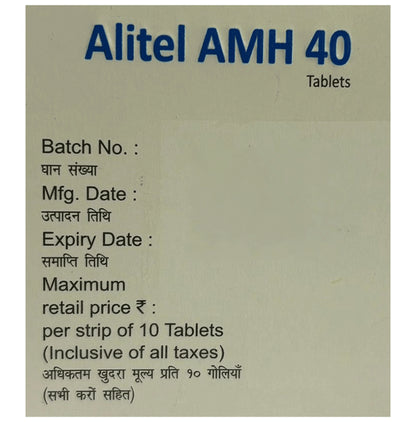 Alitel AMH 40
Tablets
Batch No. :
घान संख्या
Mfg. Date :
उत्पादन तिथि
Expiry Date :
समाप्ति तिथि
Maximum
retail price ₹ :
per strip of 10 Tablets
(Inclusive of all taxes)
अधिकतम खुदरा मूल्य प्रति १० गोलियाँ
(सभी करों सहित)